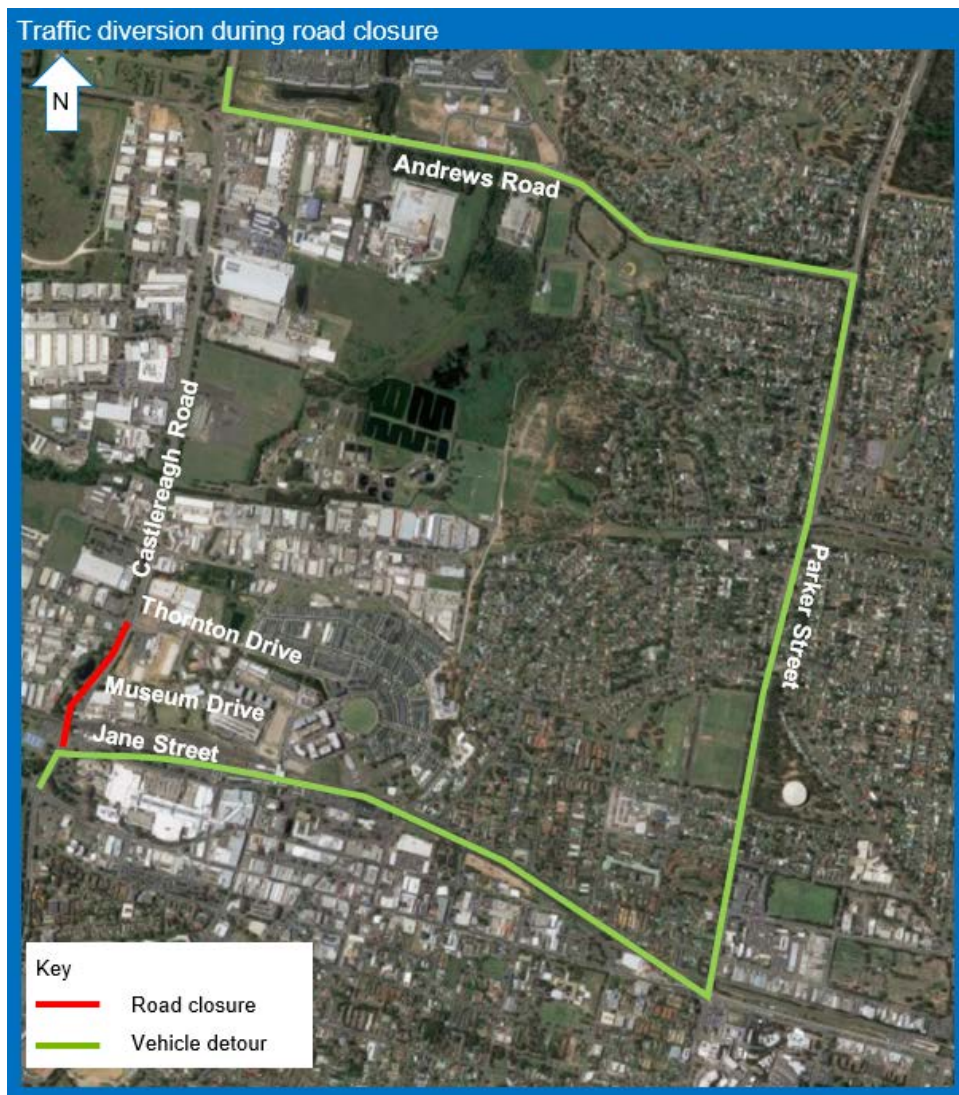 Traffic diversion during road closure
N
Andrews Road
Castlereagh Road
Parker Street
Thornton Drive
Museum Drive
Jane Street
Key
Road closure
Vehicle detour